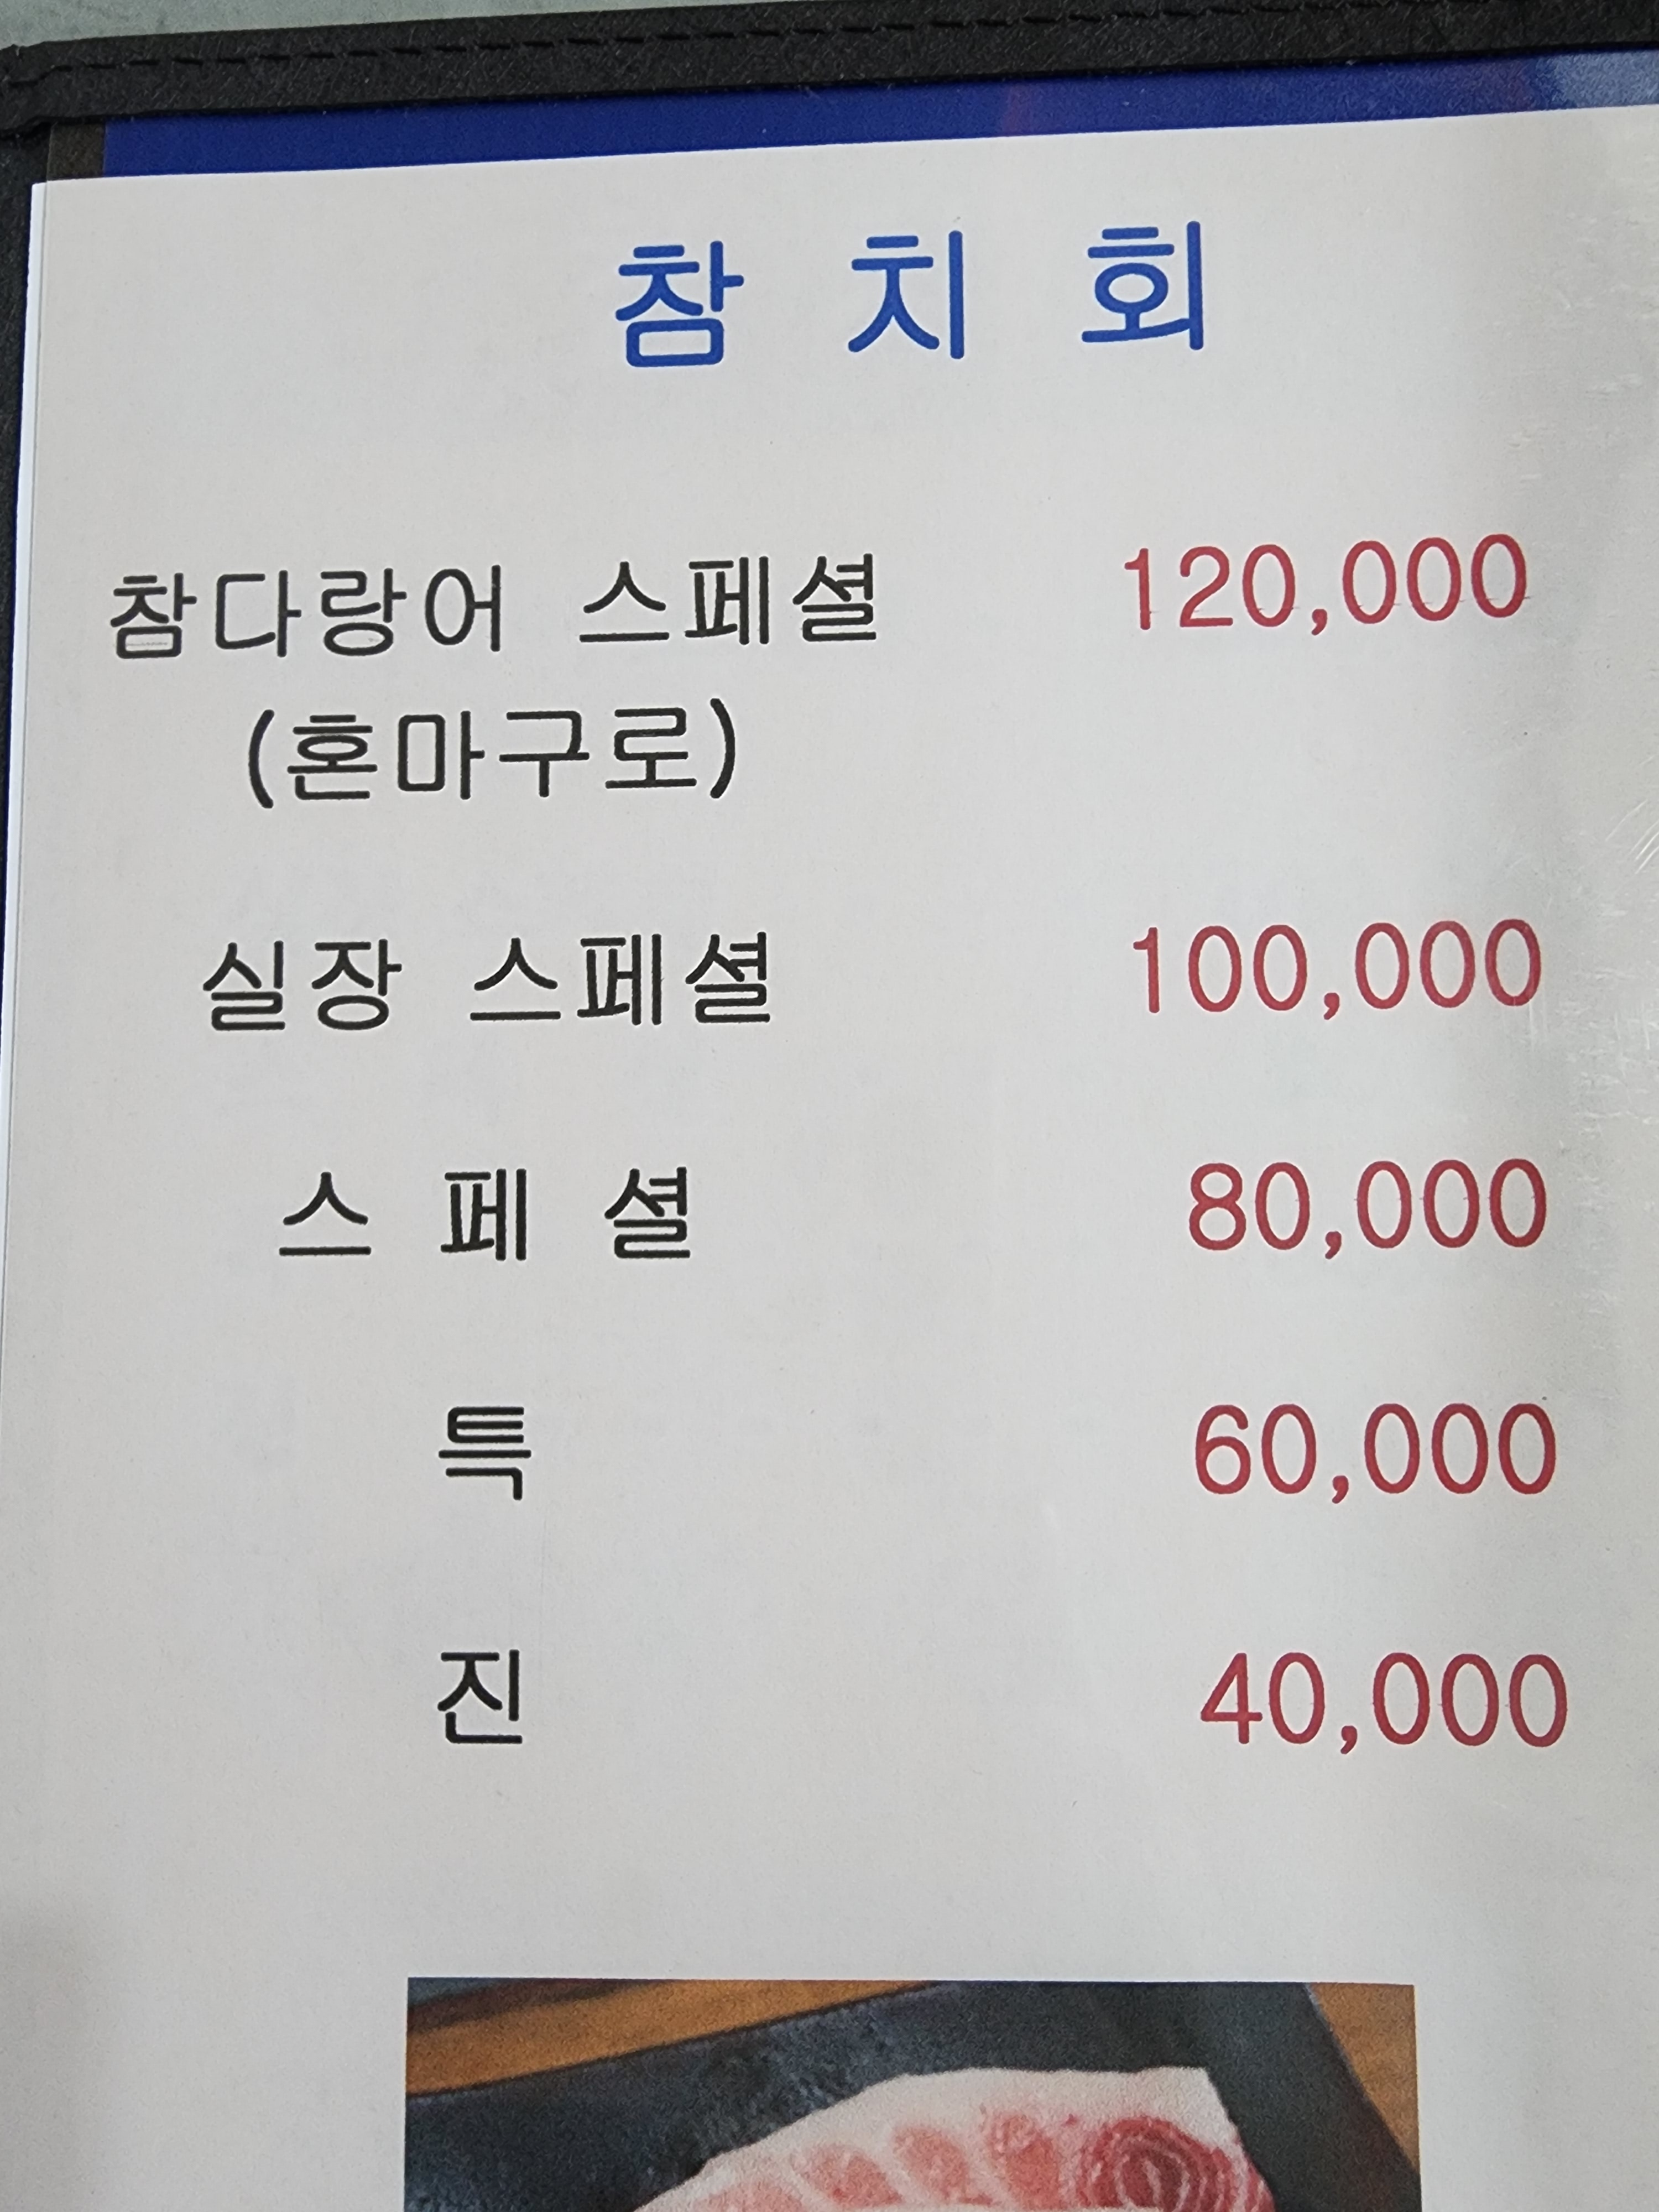 참 치 회
참다랑어 스페셜 120,000
(혼마구로)
실장 스페셜 100,000
스 페 셜 80,000
특 60,000
진 40,000